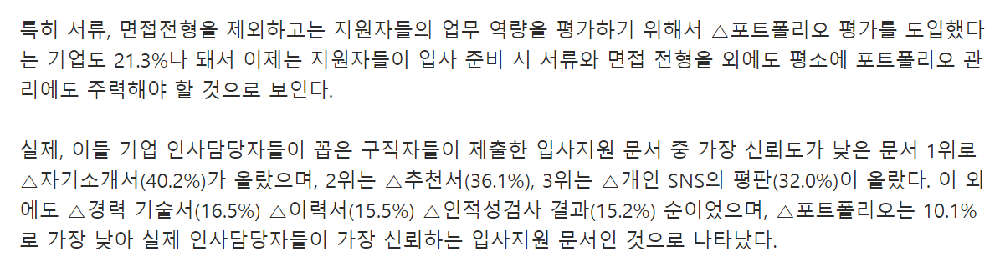 특히 서류, 면접전형을 제외하고는 지원자들의 업무 역량을 평가하기 위해서 △포트폴리오 평가를 도입했다
는 기업도 21.3%나 돼서 이제는 지원자들이 입사 준비 시 서류와 면접 전형을 외에도 평소에 포트폴리오 관
리에도 주력해야 할 것으로 보인다.
실제, 이들 기업 인사담당자들이 꼽은 구직자들이 제출한 입사지원 문서 중 가장 신뢰도가 낮은 문서 1위로
△자기소개서(40.2%)가 올랐으며, 2위는 △추천서(36.1%), 3위는 △개인 SNS의 평판(32.0%)이 올랐다. 이 외
에도 △경력 기술서(16.5%) △이력서(15.5%) △인적성검사 결과(15.2%) 순이었으며, △포트폴리오는 10.1%
로 가장 낮아 실제 인사담당자들이 가장 신뢰하는 입사지원 문서인 것으로 나타났다.